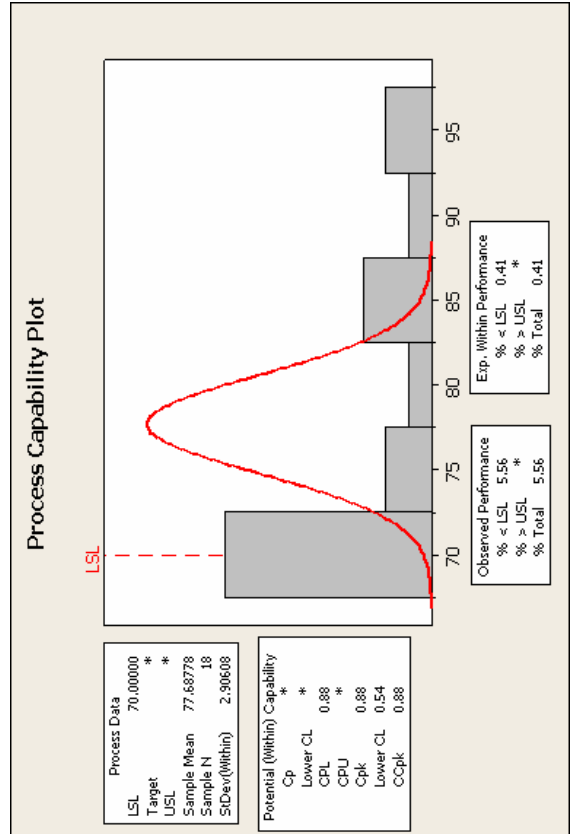 Process Capability Plot
Process Data
LSL 70.00000
Target *
USL *
Sample Mean 77.68778
Sample N 18
StDev(Within) 2.90608
Potential (Within) Capability
Cp *
Lower CL *
CPL 0.88
CPU *
Cpk 0.88
Lower CL 0.54
CCpk 0.88
LSL
70 75 80 85 90 95
Observed Performance
% < LSL 5.56
% > USL *
% Total 5.56
Exp. Within Performance
% < LSL 0.41
% > USL *
% Total 0.41